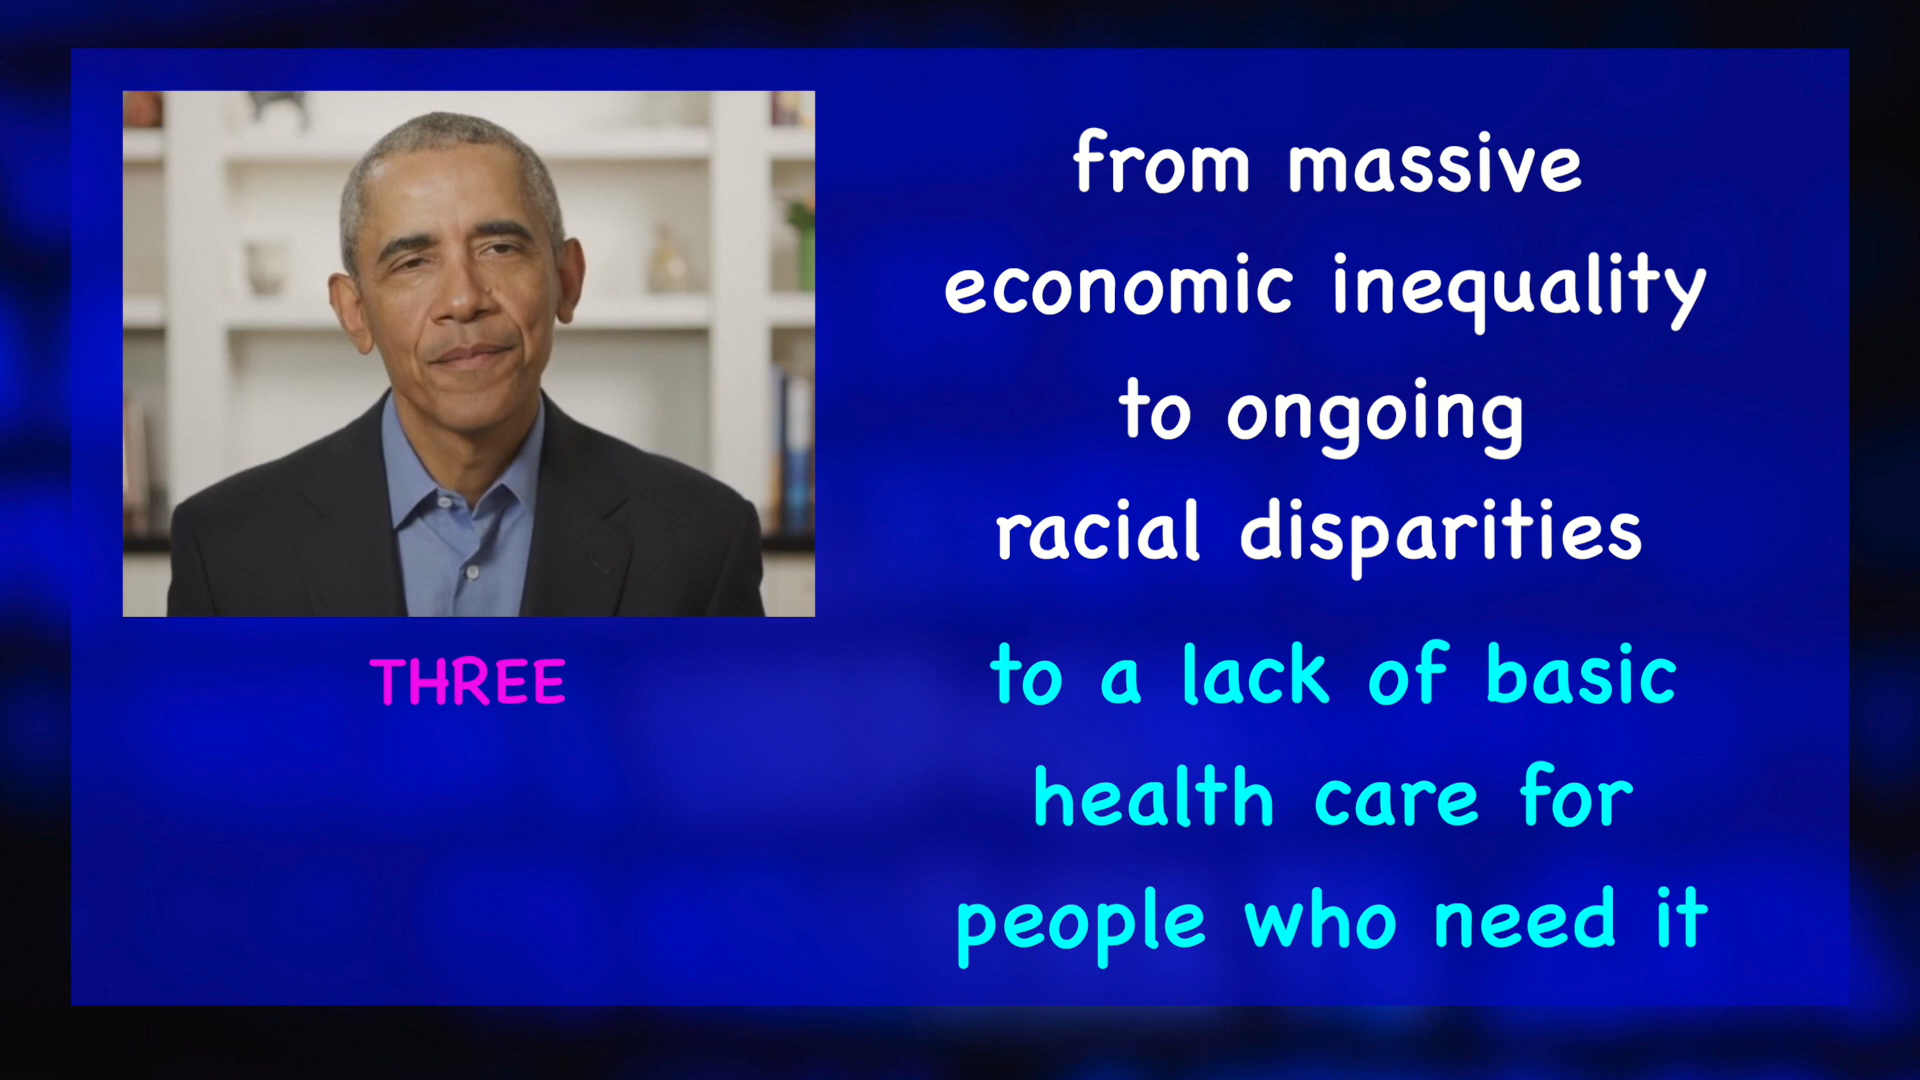 from massive
economic inequality
to ongoing
racial disparities
to a lack of basic
health care for
people who need it
THREE